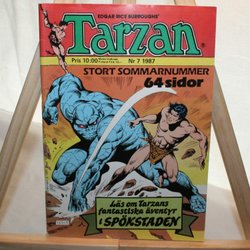 EDGAR RICE BURROUGHS'
Tarzan
Pris 10:00
Nr 7 1987
STORT SOMMARNUMMER
64 sidor
Läs om Tarzans
fantastiska äventyr
i SPÖKSTADEN